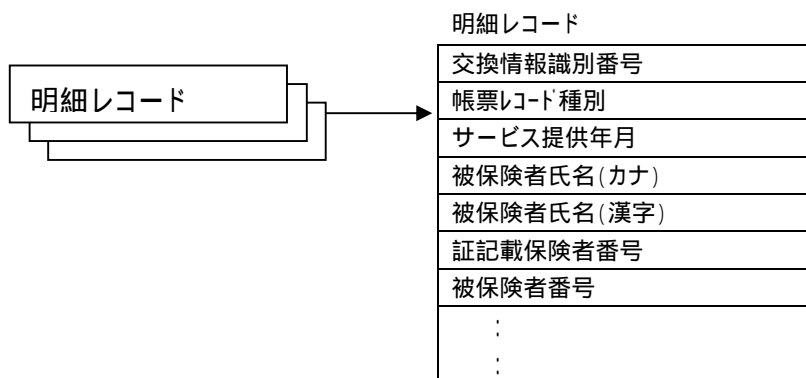 明細レコード
明細レコード
交換情報識別番号
帳票ﾚｺｰﾄﾞ種別
サービス提供年月
被保険者氏名(カナ)
被保険者氏名(漢字)
証記載保険者番号
被保険者番号
:
: